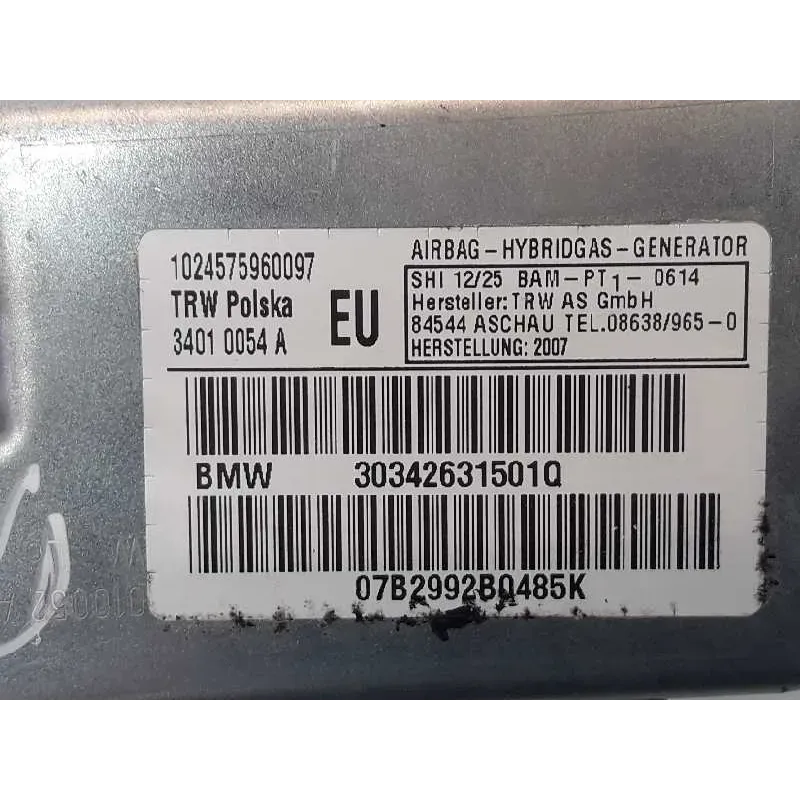 1024575960097
TRW Polska
3401 0054 A
EU
AIRBAG-HYBRIDGAS-GENERATOR
SHI 12/25 BAM-PT1-0614
Hersteller: TRW AS GmbH
84544 ASCHAU TEL.08638/965-0
HERSTELLUNG: 2007
BMW 30342631501Q
07B2992B0485K